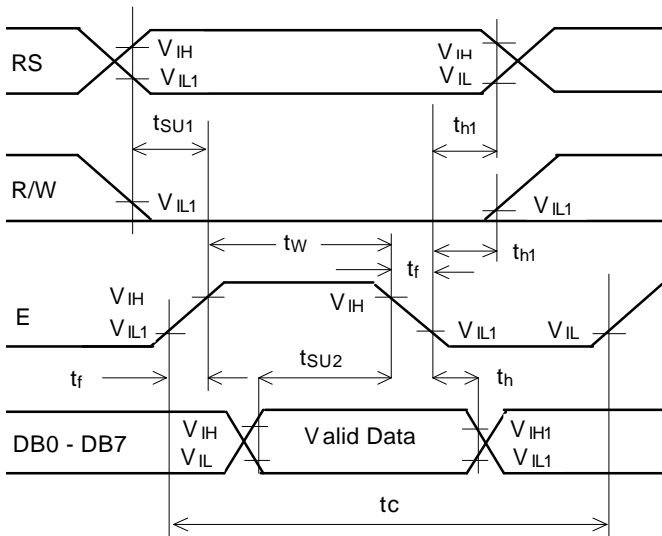 RS
VIH
VIL1
VIH
VIL
tSU1
th1
R/W
VIL1
VIL1
tW
tf
th1
E
VIH
VIL1
VIH
VIL1
VIL
tf
tSU2
th
DB0 - DB7
VIH
VIL
Valid Data
VIH1
VIL1
tc